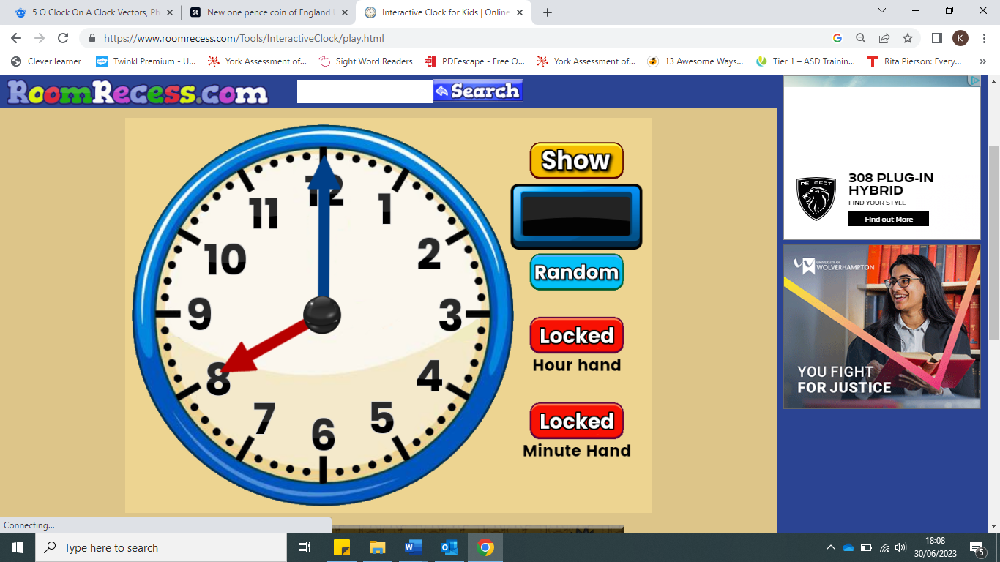 5 O Clock On A Clock Vectors, Ph
New one pence coin of England
Interactive Clock for Kids | Online
https://www.roomrecess.com/Tools/InteractiveClock/play.html
K
Clever learner
Twinkl Premium - U...
York Assessment of...
Sight Word Readers
PDFescape - Free O...
York Assessment of...
13 Awesome Ways...
Tier 1 – ASD Trainin...
Rita Pierson: Every...
»
RoomRecess.com
Search
12
1
2
3
4
5
6
7
8
9
10
11
Show
Random
Locked
Hour hand
Locked
Minute Hand
PEUGEOT
308 PLUG-IN
HYBRID
FIND YOUR STYLE
Find out More
UNIVERSITY OF
WOLVERHAMPTON
YOU FIGHT
FOR JUSTICE
Connecting...
Type here to search
18:08
30/06/2023
5